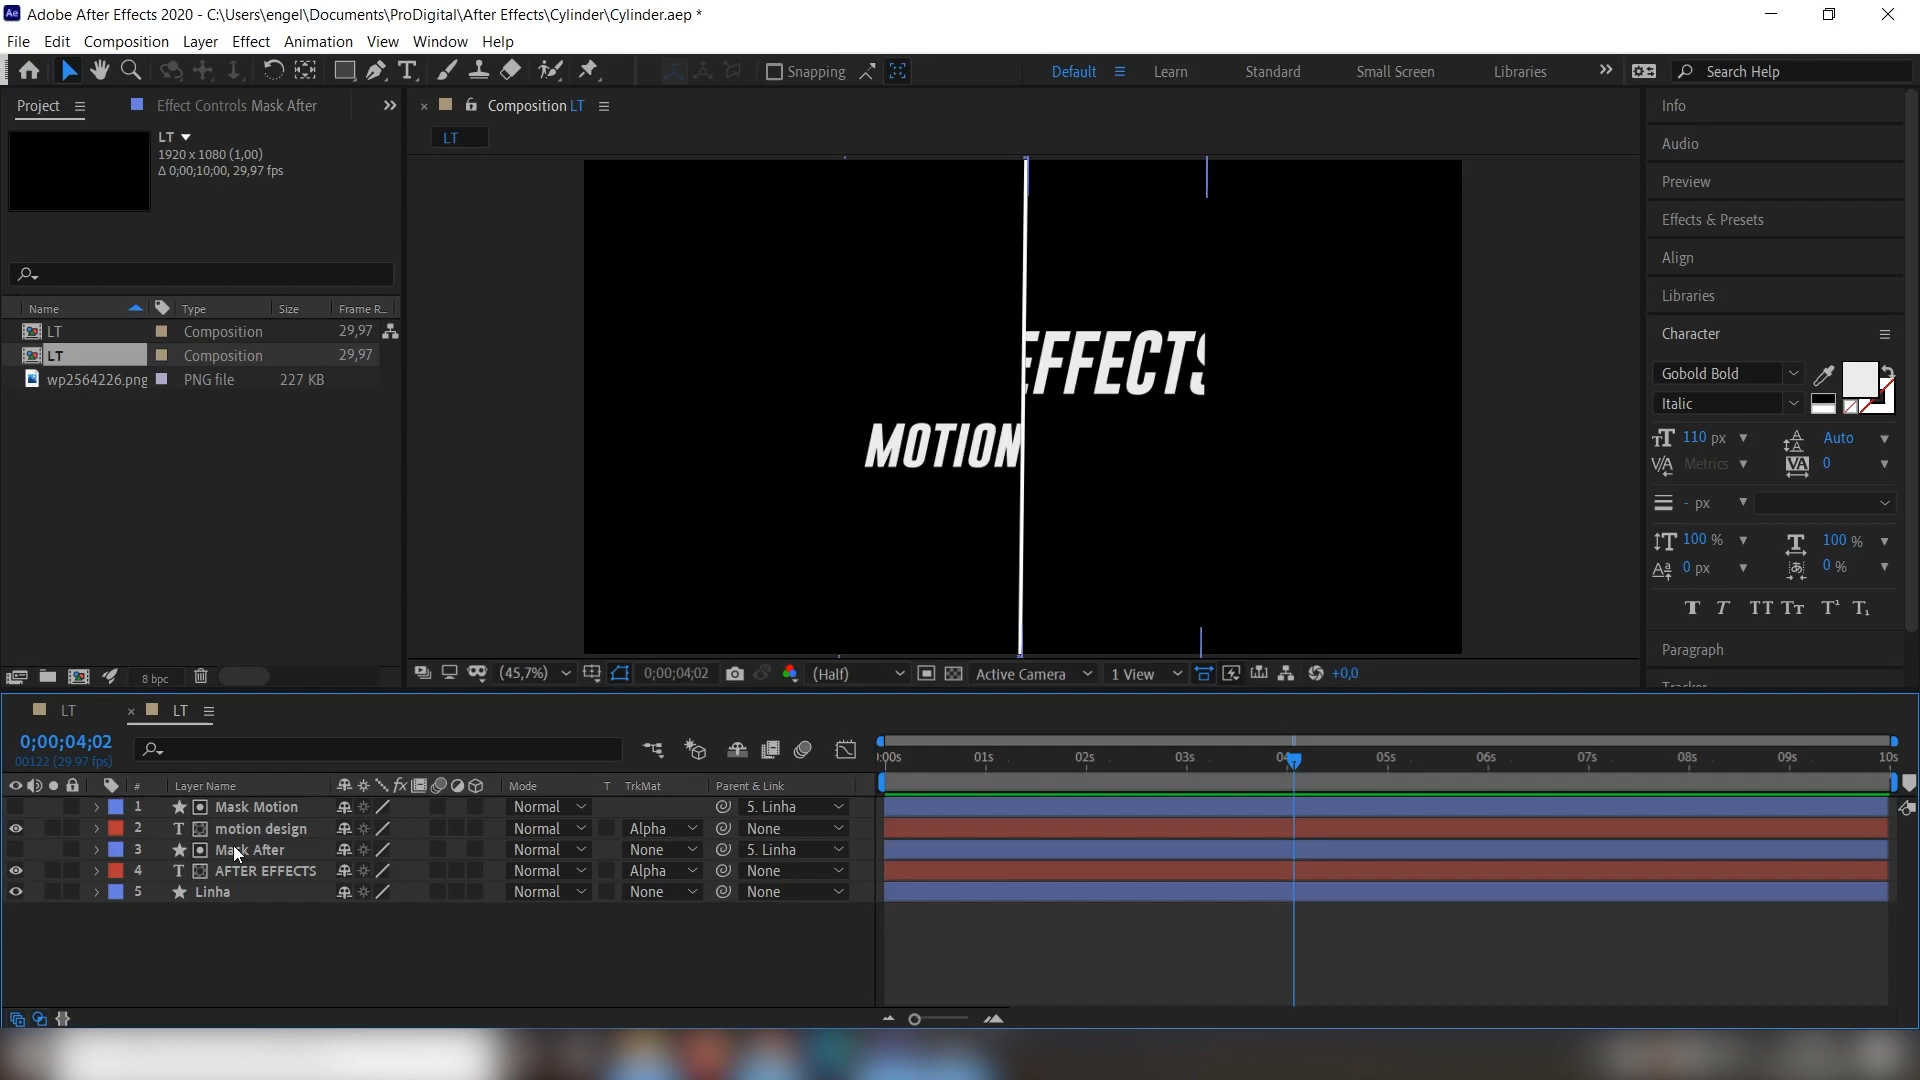 Adobe After Effects 2020 - C:\Users\engel\Documents\ProDigital\After Effects\Cylinder\Cylinder.aep *
File Edit Composition Layer Effect Animation View Window Help
Snapping Default Learn Standard Small Screen Libraries Search Help
Project Effect Controls Mask After
LT
1920 x 1080 (1,00)
Δ 0;00;10;00, 29,97 fps
Name Type Size Frame R...
LT Composition 29,97
LT Composition 29,97
wp2564226.png PNG file 227 KB
8 bpc
Composition LT
LT
EFFECTS
MOTION
(45,7%) 0;00;04;02 (Half) Active Camera 1 View +0,0
Info
Audio
Preview
Effects & Presets
Align
Libraries
Character
Gobold Bold
Italic
110 px Auto
Metrics 0
- px
100 % 100 %
0 px 0 %
Paragraph
LT LT
0;00;04;02
00122 (29.97 fps)
# Layer Name Mode T TrkMat Parent & Link
1 Mask Motion Normal 5. Linha
2 motion design Normal Alpha None
3 Mask After Normal None 5. Linha
4 AFTER EFFECTS Normal Alpha None
5 Linha Normal None None
):00s 01s 02s 03s 04s 05s 06s 07s 08s 09s 10s